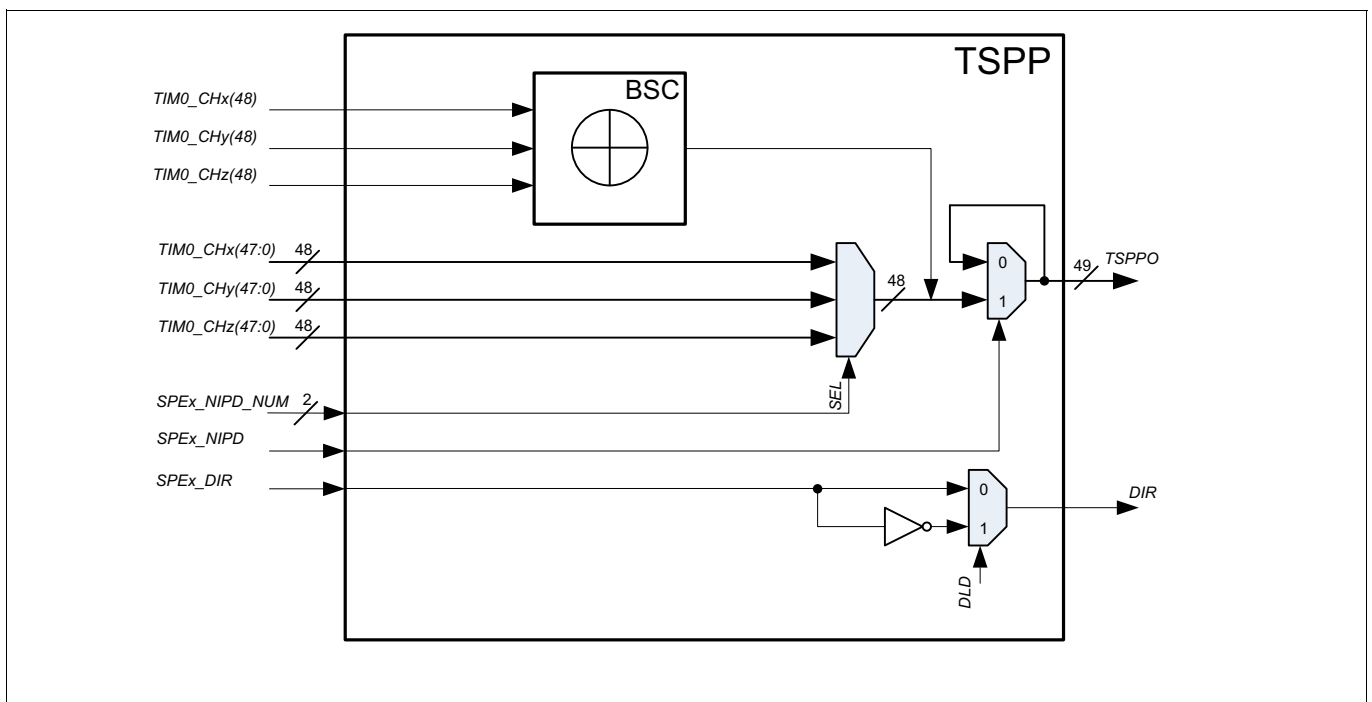 TSPP
BSC
TIM0_CHx(48)
TIM0_CHy(48)
TIM0_CHz(48)
TIM0_CHx(47:0)
48
TIM0_CHy(47:0)
48
TIM0_CHz(47:0)
48
48
0
1
49
TSPPO
SEL
SPEx_NIPD_NUM
2
SPEx_NIPD
SPEx_DIR
0
1
DIR
DLD